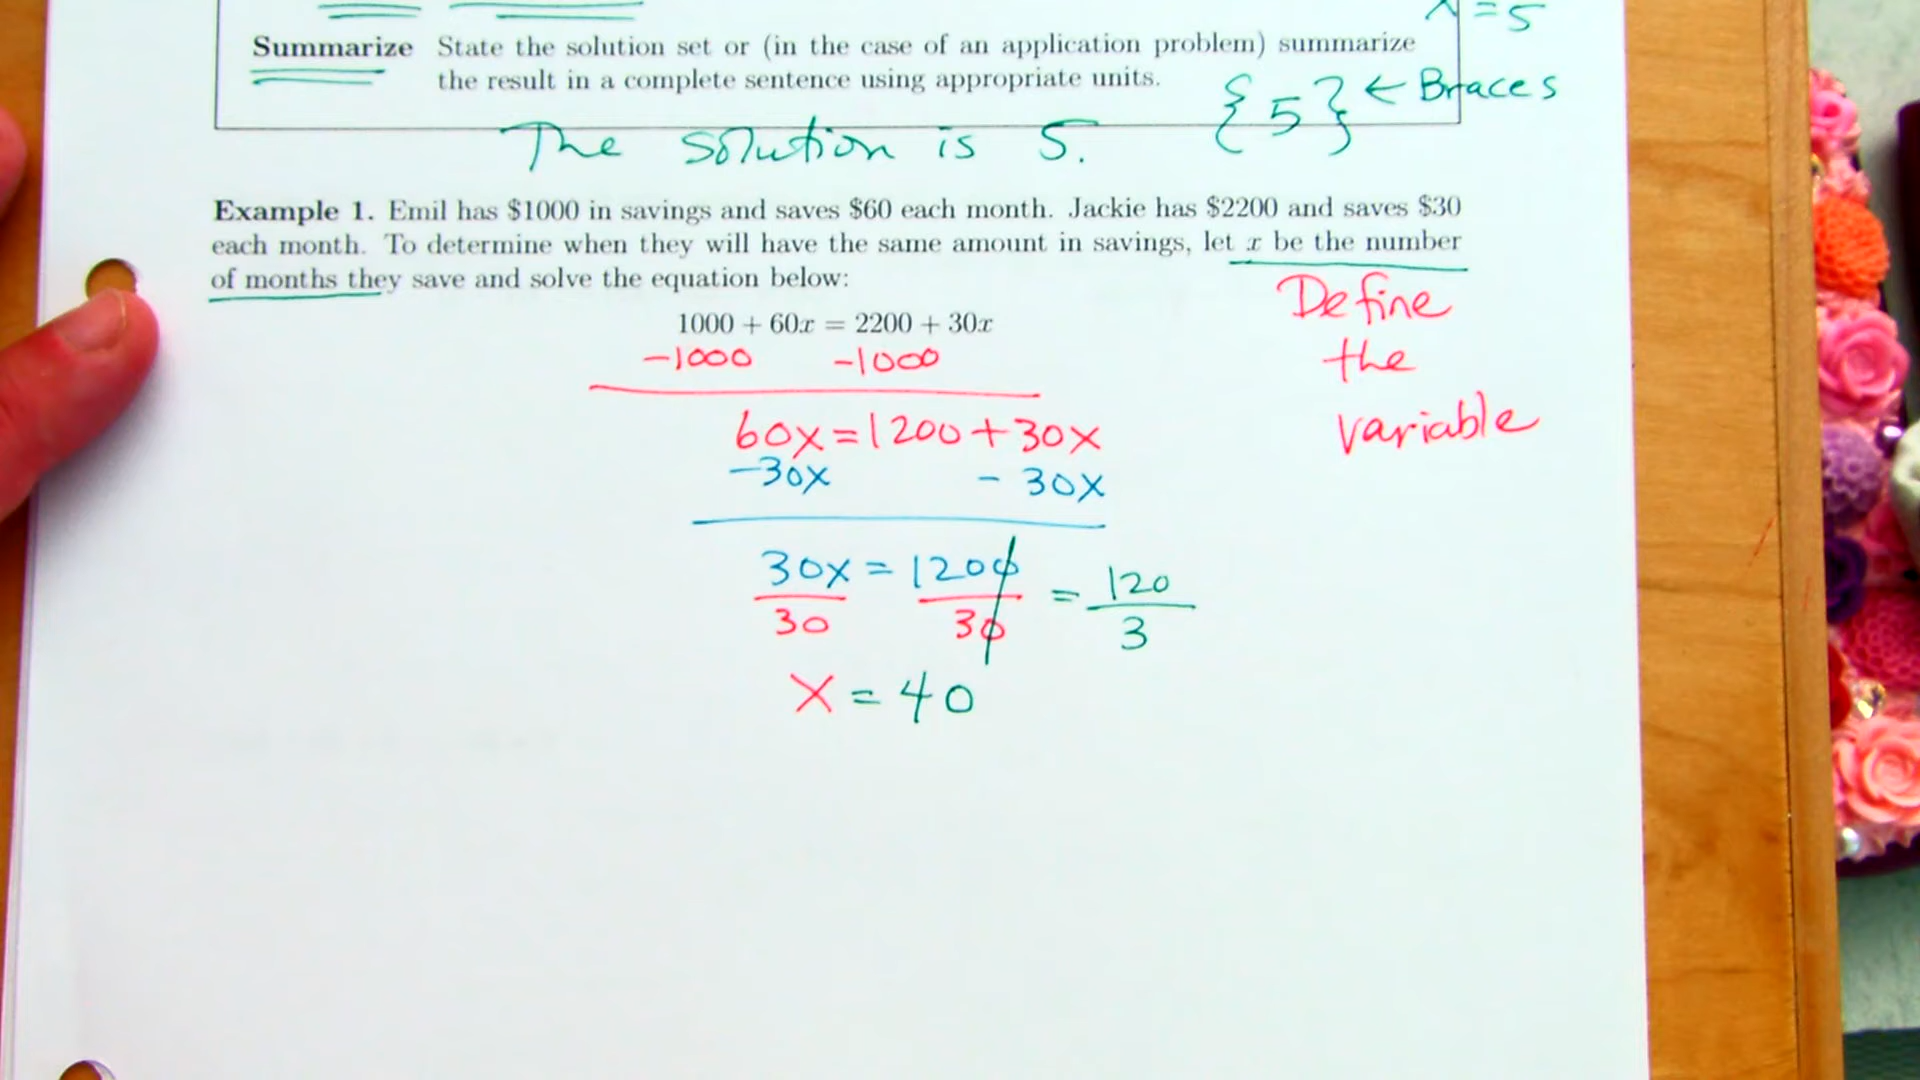 x = 5
Summarize State the solution set or (in the case of an application problem) summarize
the result in a complete sentence using appropriate units.
{5} ← Braces
The solution is 5.
Example 1. Emil has $1000 in savings and saves $60 each month. Jackie has $2200 and saves $30
each month. To determine when they will have the same amount in savings, let x be the number
of months they save and solve the equation below:
Define
the
variable
1000 + 60x = 2200 + 30x
-1000 -1000
60x = 1200 + 30x
-30x - 30x
30x = 1200 = 120
30 30 3
x = 40